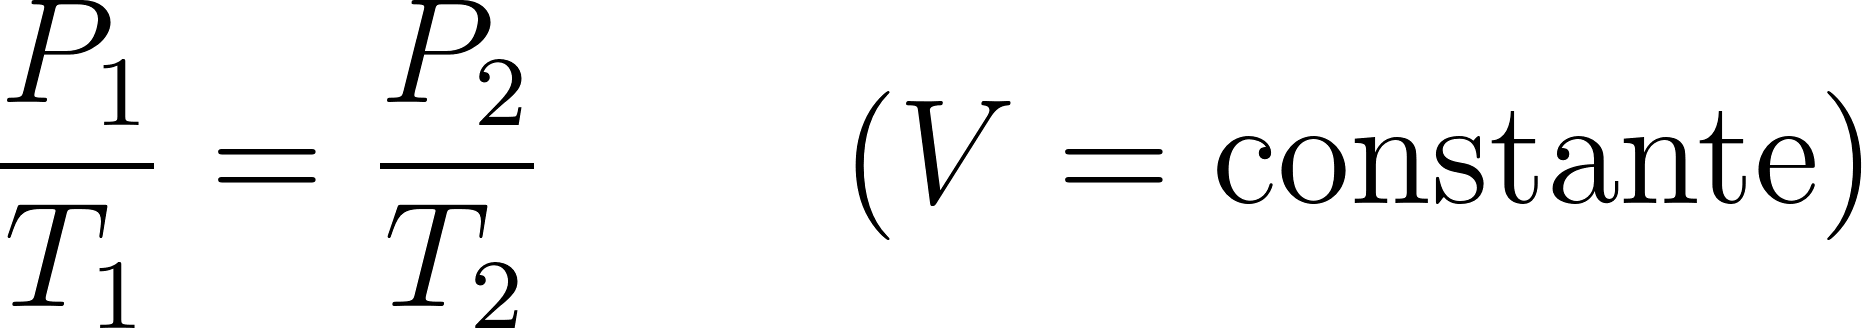 P₁/T₁ = P₂/T₂ (V = constante)